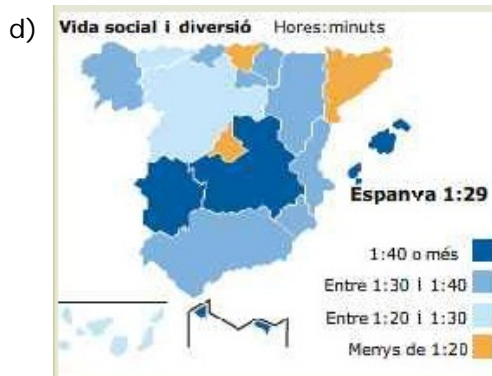 d)
Vida social i diversió Hores:minuts
Espanva 1:29
1:40 o més
Entre 1:30 i 1:40
Entre 1:20 i 1:30
Menys de 1:20